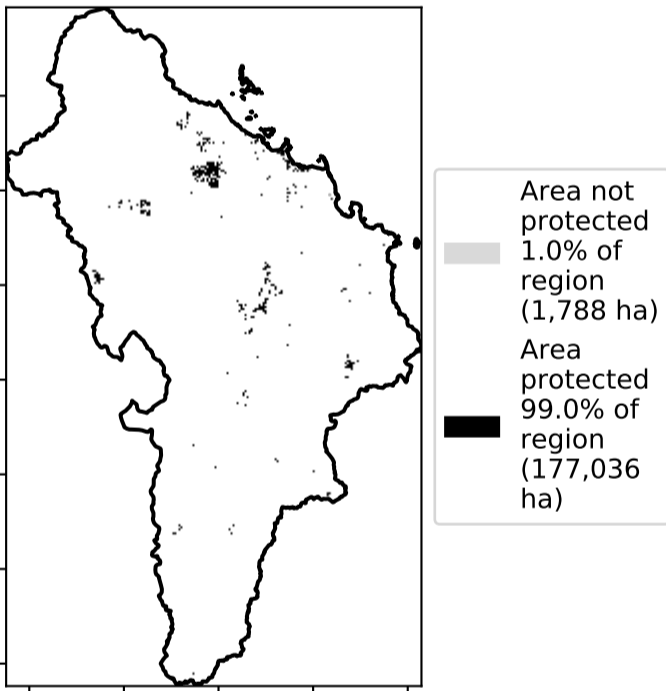 Area not
protected
1.0% of
region
(1,788 ha)
Area
protected
99.0% of
region
(177,036
ha)